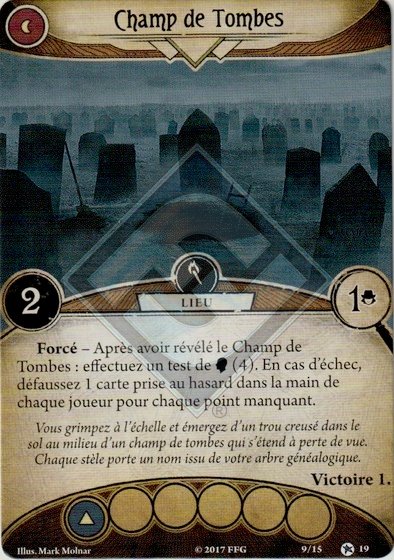 Champ de Tombes
2
LIEU
1
Forcé – Après avoir révélé le Champ de
Tombes : effectuez un test de (4). En cas d'échec,
défaussez 1 carte prise au hasard dans la main de
chaque joueur pour chaque point manquant.
Vous grimpez à l'échelle et émergez d'un trou creusé dans le
sol au milieu d'un champ de tombes qui s'étend à perte de vue.
Chaque stèle porte un nom issu de votre arbre généalogique.
Victoire 1.
Illus. Mark Molnar
© 2017 FFG
9/15
19